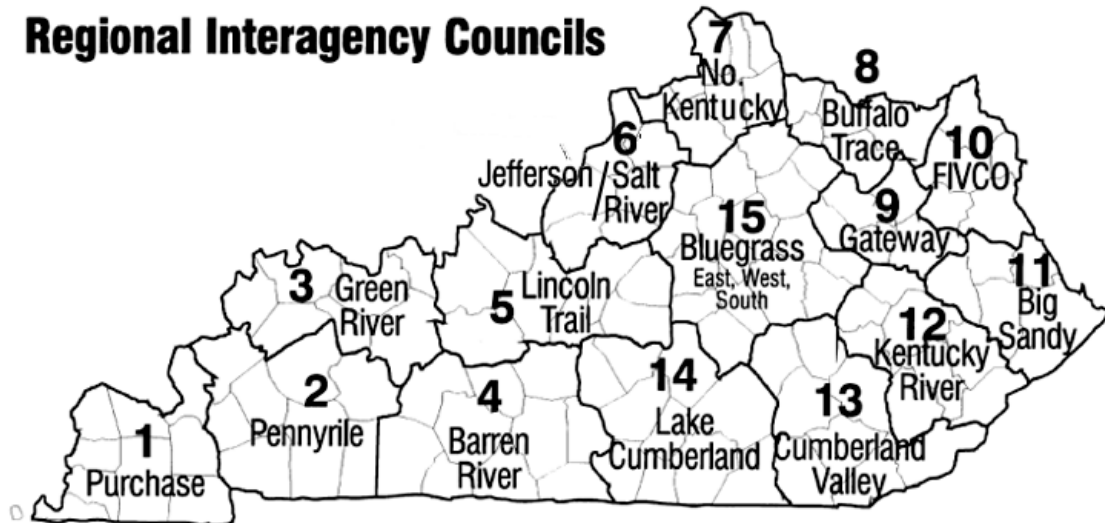 Regional Interagency Councils
7
No.
Kentucky
8
Buffalo
Trace
6
Jefferson/Salt
River
10
FIVCO
15
Bluegrass
East, West,
South
9
Gateway
3
Green
River
5
Lincoln
Trail
11
Big
Sandy
12
Kentucky
River
2
Pennyrile
4
Barren
River
14
Lake
Cumberland
13
Cumberland
Valley
1
Purchase